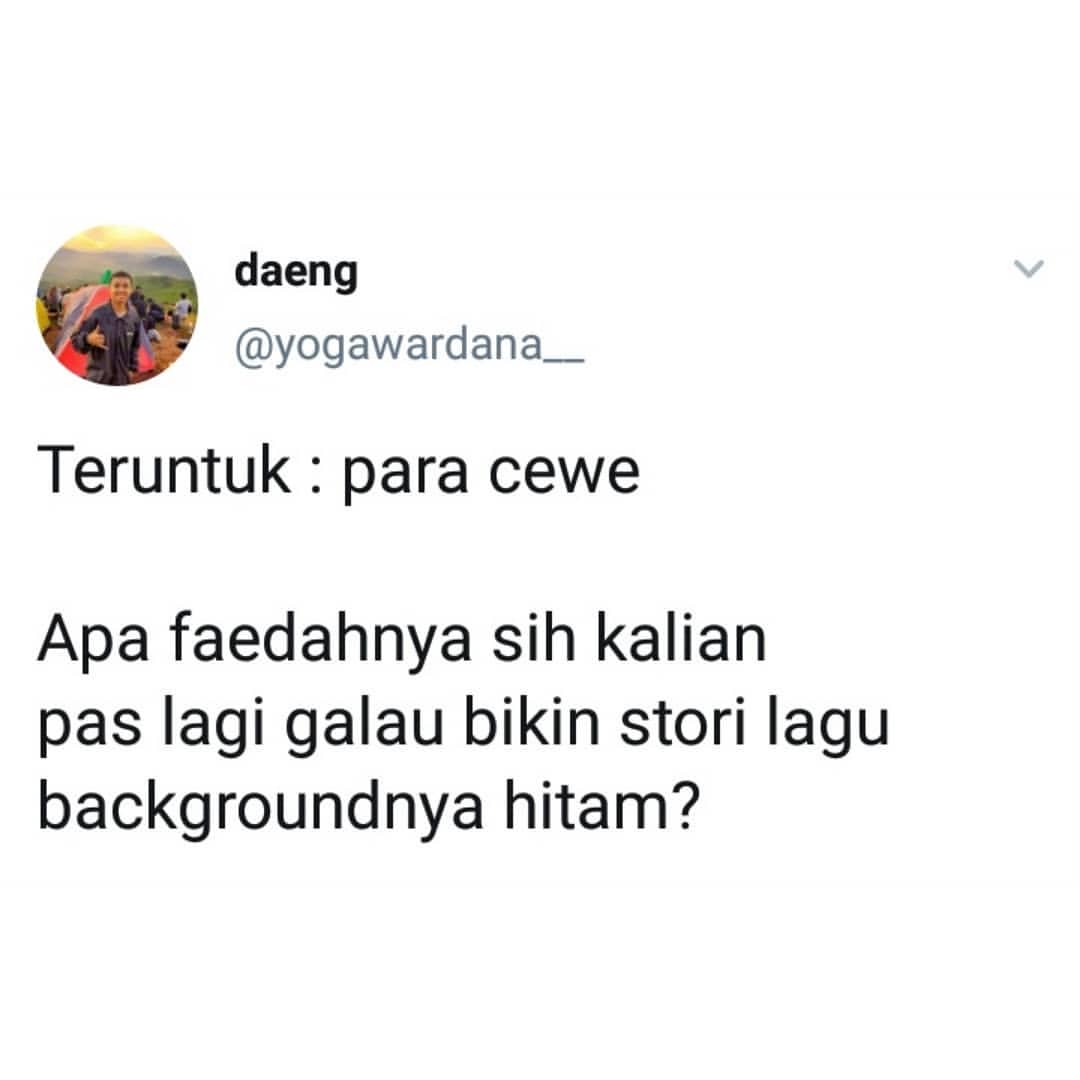 daeng
@yogawardana__
Teruntuk : para cewe
Apa faedahnya sih kalian
pas lagi galau bikin stori lagu
backgroundnya hitam?